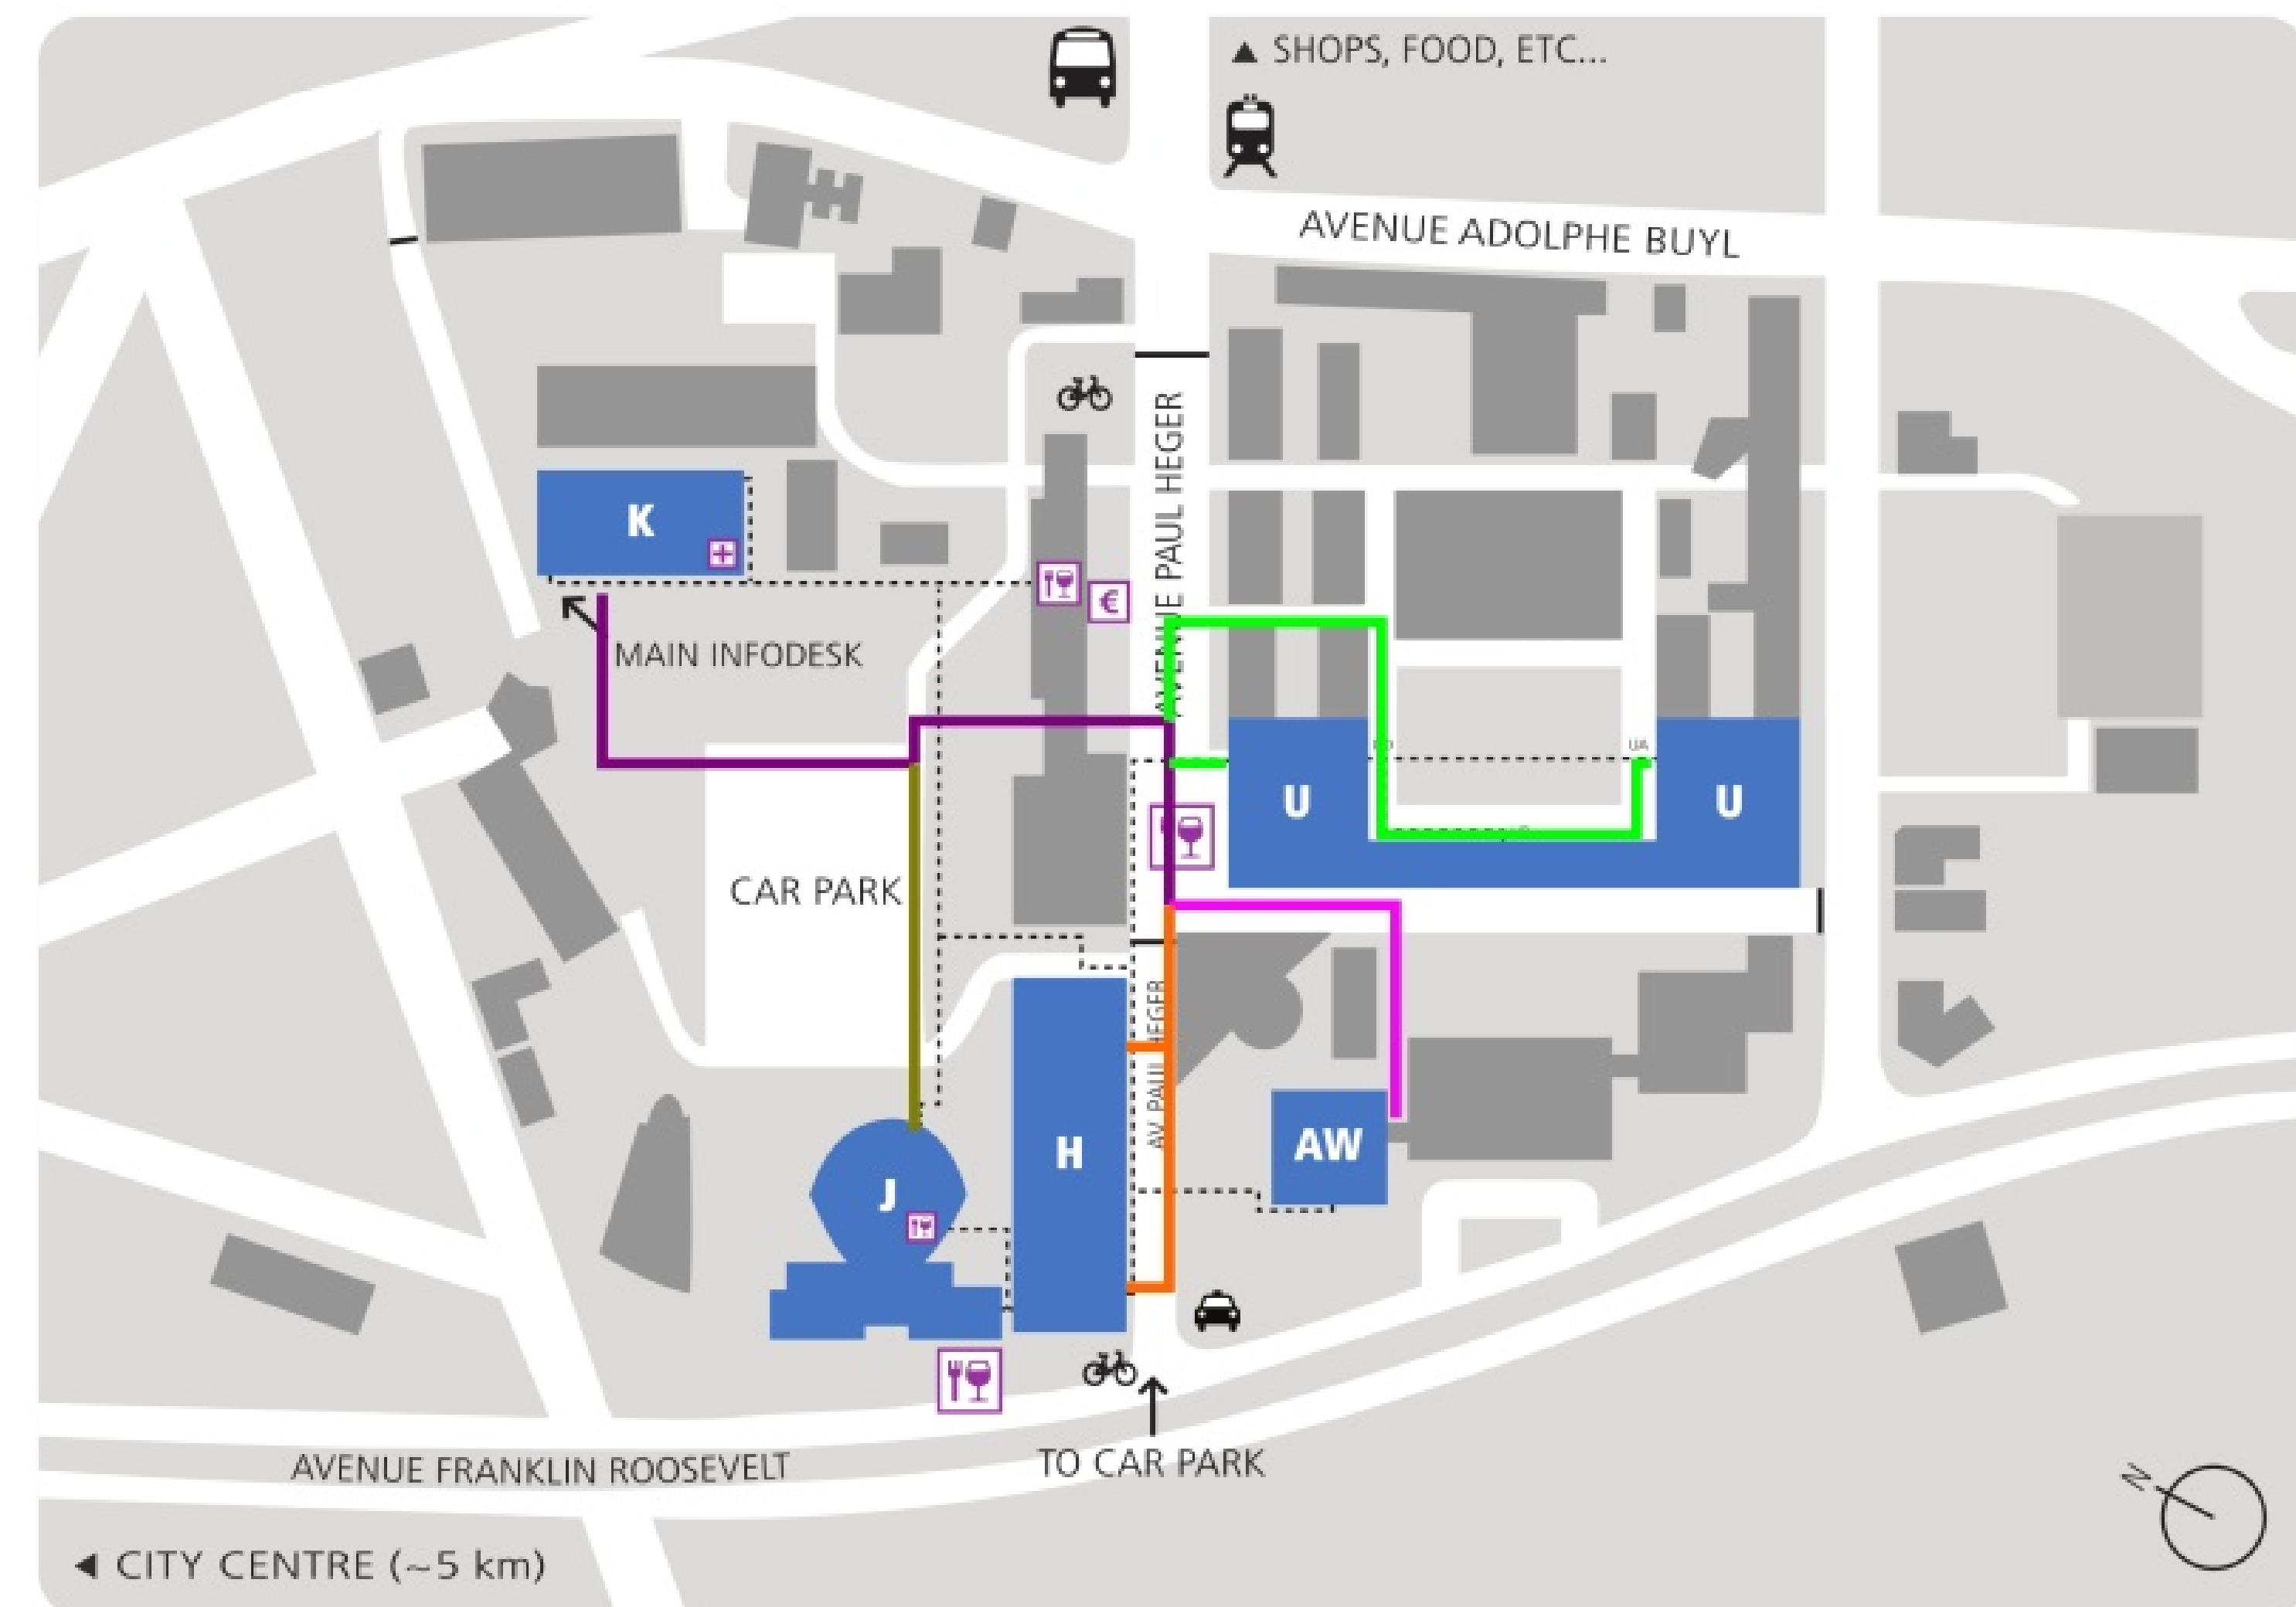 ▲ SHOPS, FOOD, ETC...
AVENUE ADOLPHE BUYL
AVENUE PAUL HEGER
K
€
MAIN INFODESK
UA
U
U
CAR PARK
AV. PAUL HEGER
H
AW
J
TO CAR PARK
AVENUE FRANKLIN ROOSEVELT
N
◄ CITY CENTRE (~5 km)